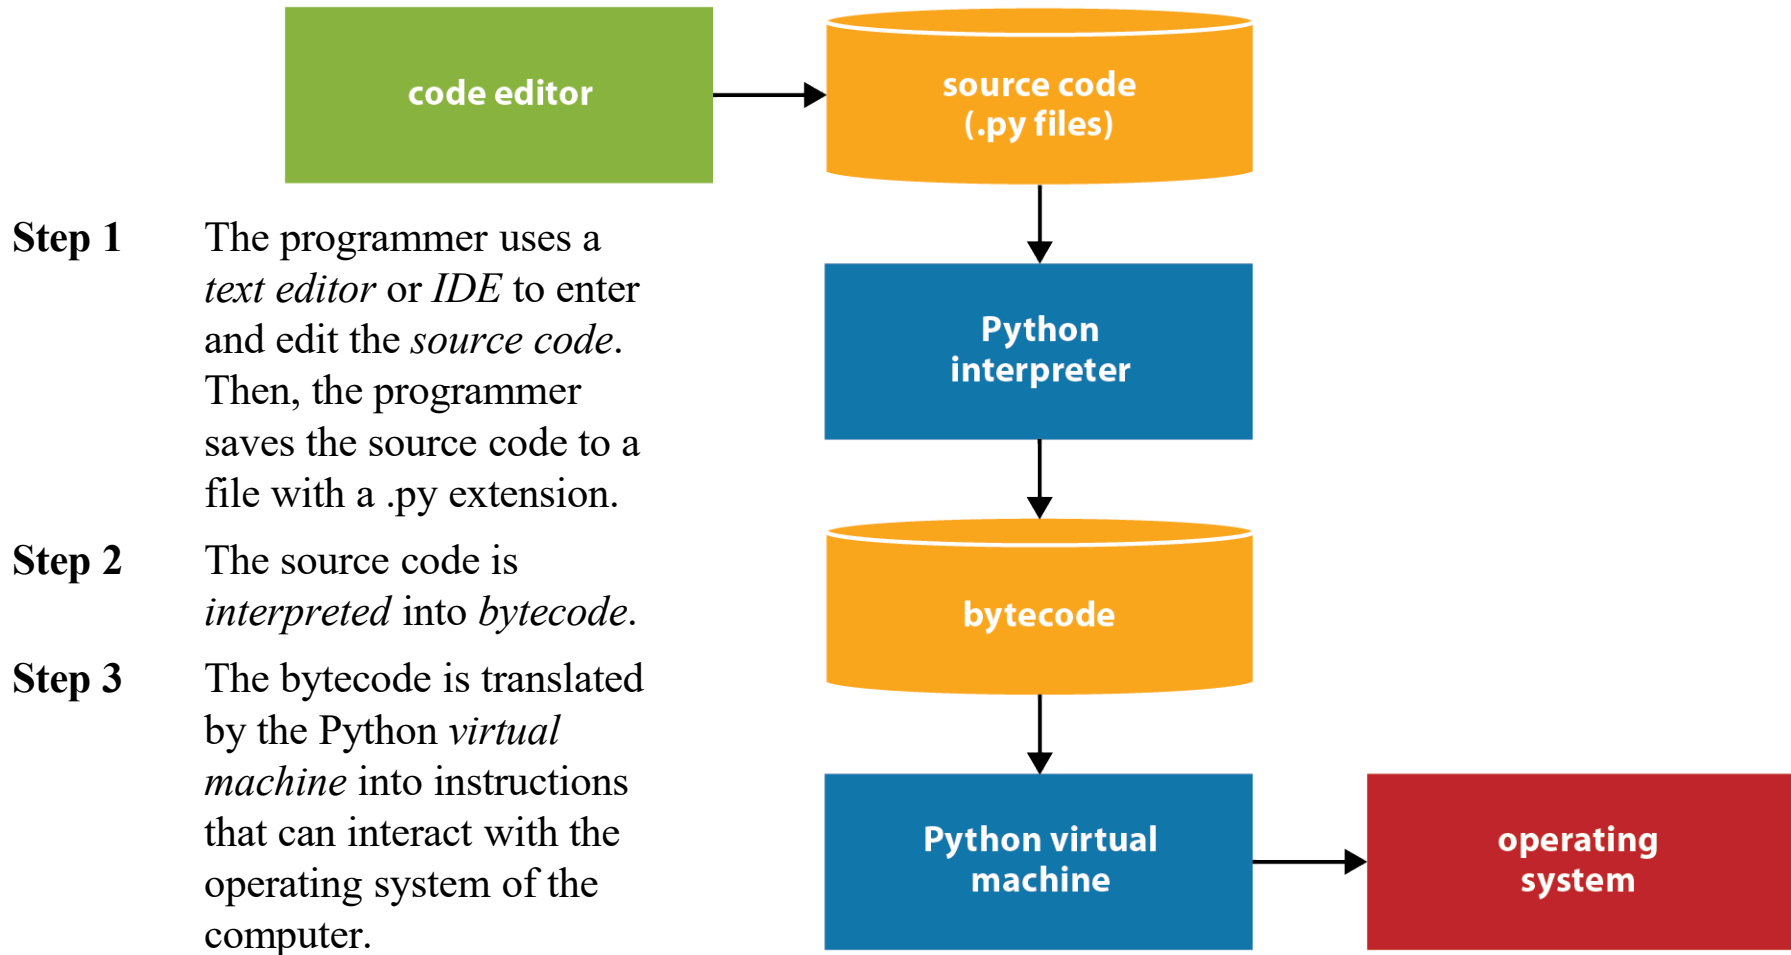 code editor
source code
(.py files)
Step 1 The programmer uses a
text editor or IDE to enter
and edit the source code.
Then, the programmer
saves the source code to a
file with a .py extension.
Python
interpreter
Step 2 The source code is
interpreted into bytecode.
bytecode
Step 3 The bytecode is translated
by the Python virtual
machine into instructions
that can interact with the
operating system of the
computer.
Python virtual
machine
operating
system